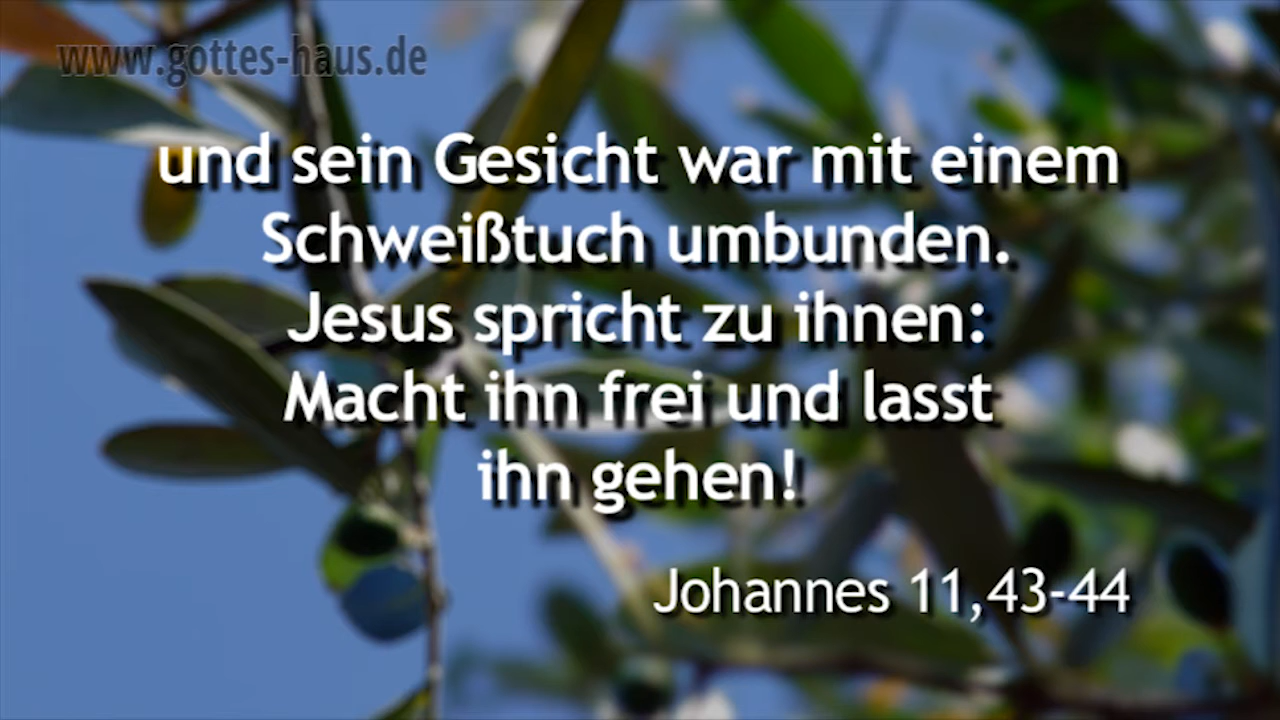 www.gottes-haus.de
und sein Gesicht war mit einem
Schweißtuch umbunden.
Jesus spricht zu ihnen:
Macht ihn frei und lasst
ihn gehen!
Johannes 11,43-44